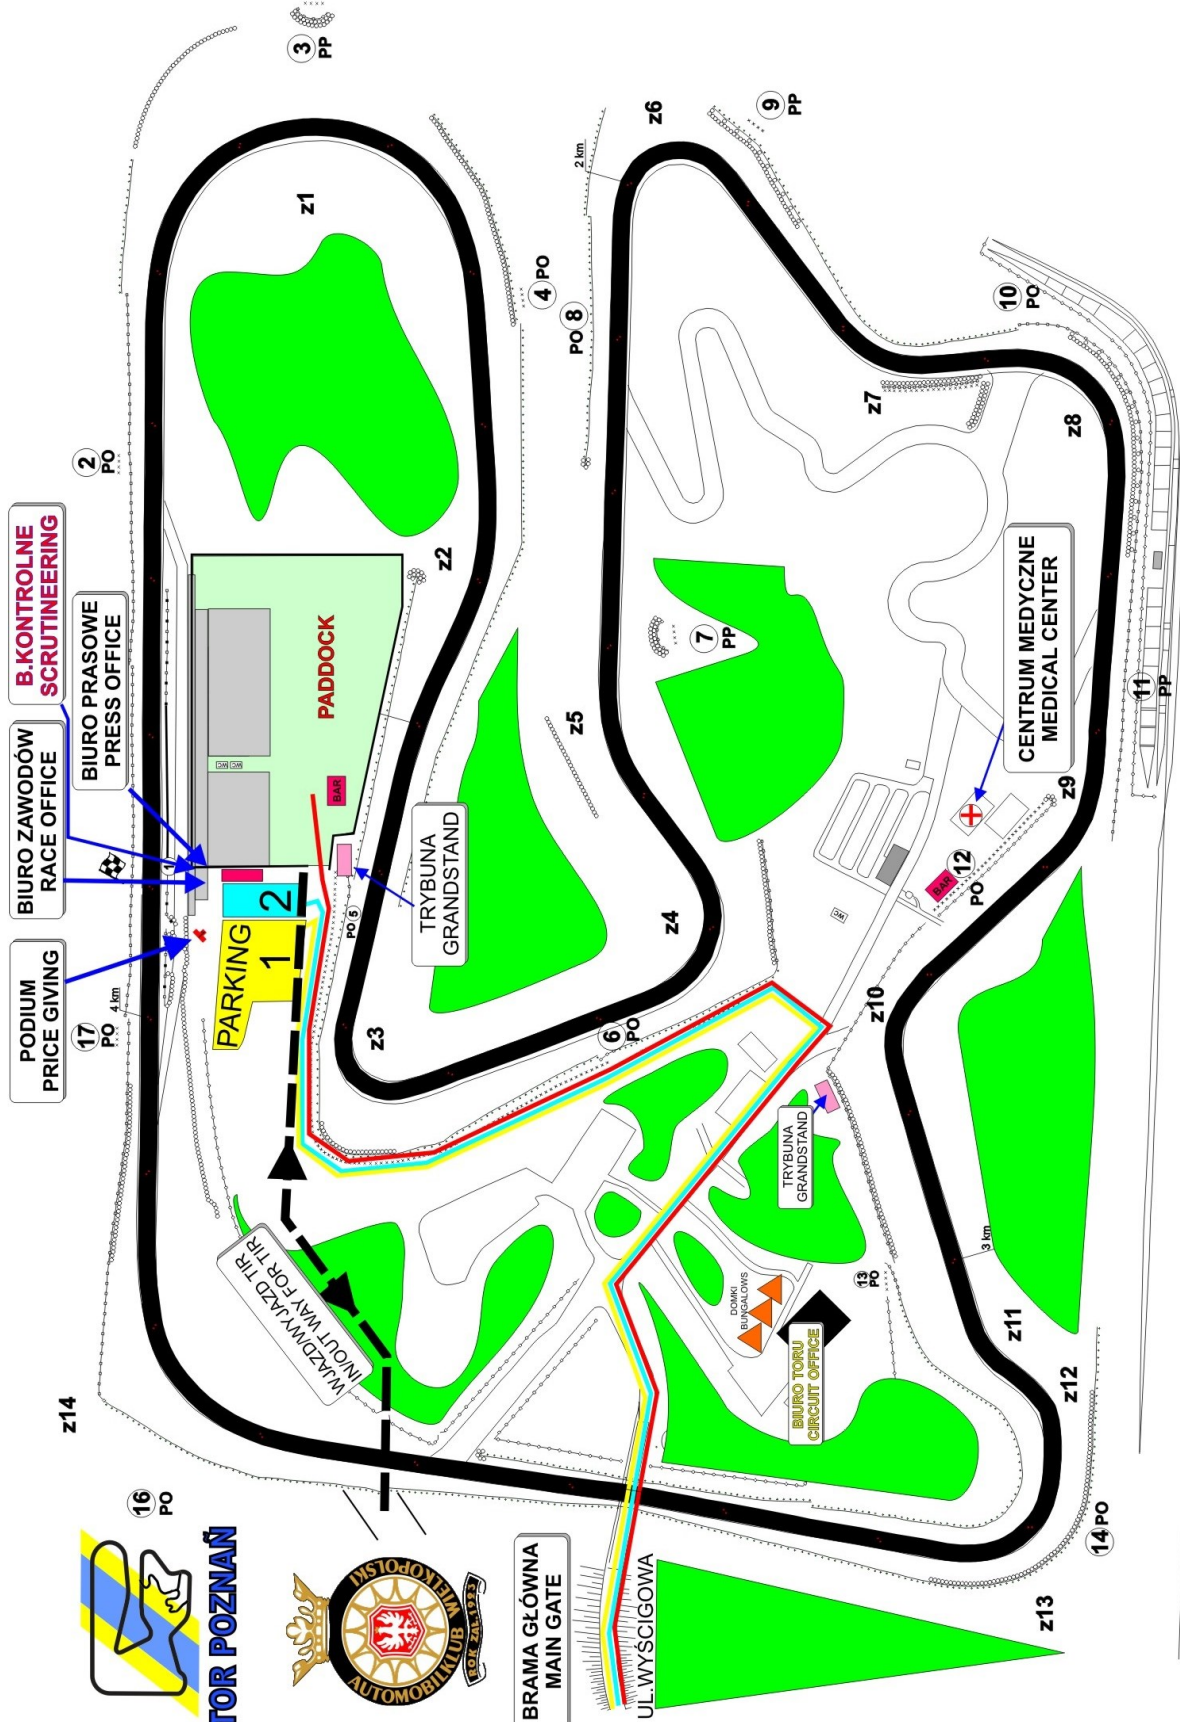 B.KONTROLNE
SCRUTINEERING
BIURO PRASOWE
PRESS OFFICE
BIURO ZAWODÓW
RACE OFFICE
PODIUM
PRICE GIVING
3
PP
2
PO
1
17
PO
4 km
z1
z2
z3
z4
z5
z6
z7
z8
z9
z10
z11
z12
z13
z14
PADDOCK
WC
WC
BAR
PARKING
1
2
TRYBUNA
GRANDSTAND
PO 5
4 PO
PO 8
2 km
9
PP
10
PO
7
PP
11
PP
CENTRUM MEDYCZNE
MEDICAL CENTER
BAR
12
PO
WC
6
PO
TRYBUNA
GRANDSTAND
WJAZD/WYJAZD TIR
IN/OUT WAY FOR TIR
DOMKI
BUNGALOWS
BIURO TORU
CIRCUIT OFFICE
13
PO
3 km
14 PO
16
PO
TOR POZNAŃ
AUTOMOBILKLUB WIELKOPOLSKI
ROK ZAŁ. 1923
BRAMA GŁÓWNA
MAIN GATE
UL.WYŚCIGOWA